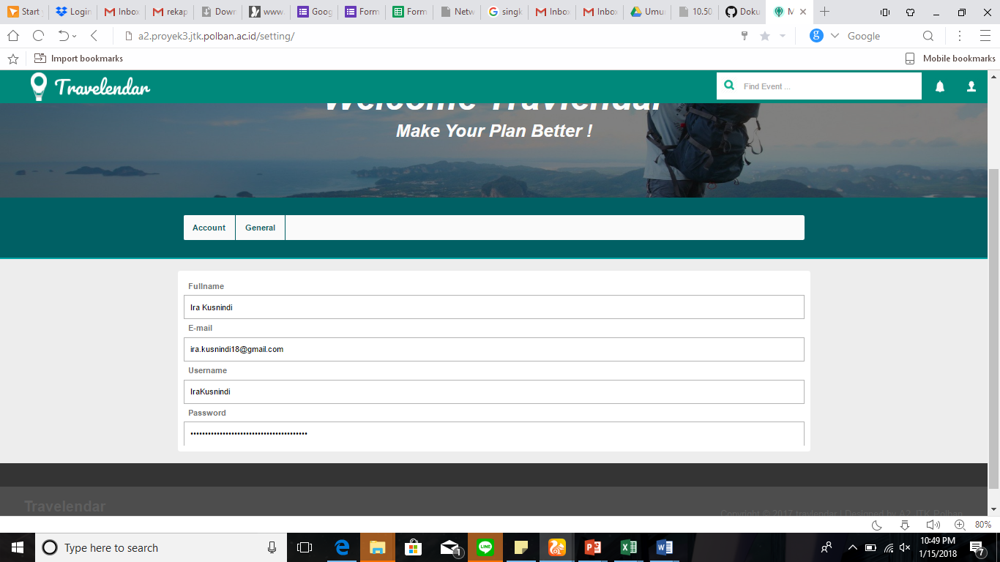 Start
Login
Inbox
rekap
Down
www.
Goog
Form
Form
Netw
singk
Inbox
Inbox
Umu
10.50
Doku
M
a2.proyek3.jtk.polban.ac.id/setting/
Google
Import bookmarks
Mobile bookmarks
Travelendar
Find Event ...
Welcome Travlendar
Make Your Plan Better !
Account
General
Fullname
Ira Kusnindi
E-mail
ira.kusnindi18@gmail.com
Username
IraKusnindi
Password
••••••••••••••••••••••••••••••••••••••••
Travelendar
Copyright © 2017 travlendar | Designed by A2 JTK Polban
80%
Type here to search
10:49 PM
1/15/2018
1
7